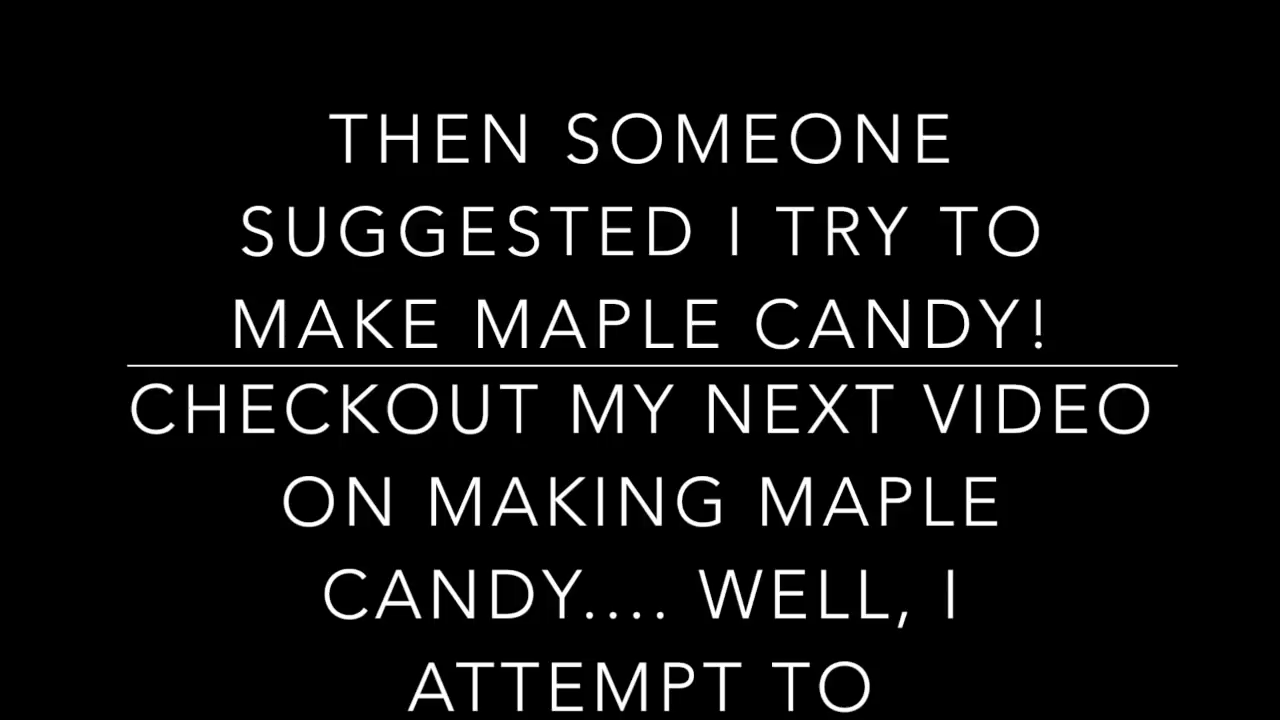 THEN SOMEONE
SUGGESTED I TRY TO
MAKE MAPLE CANDY!
CHECKOUT MY NEXT VIDEO
ON MAKING MAPLE
CANDY.... WELL, I
ATTEMPT TO